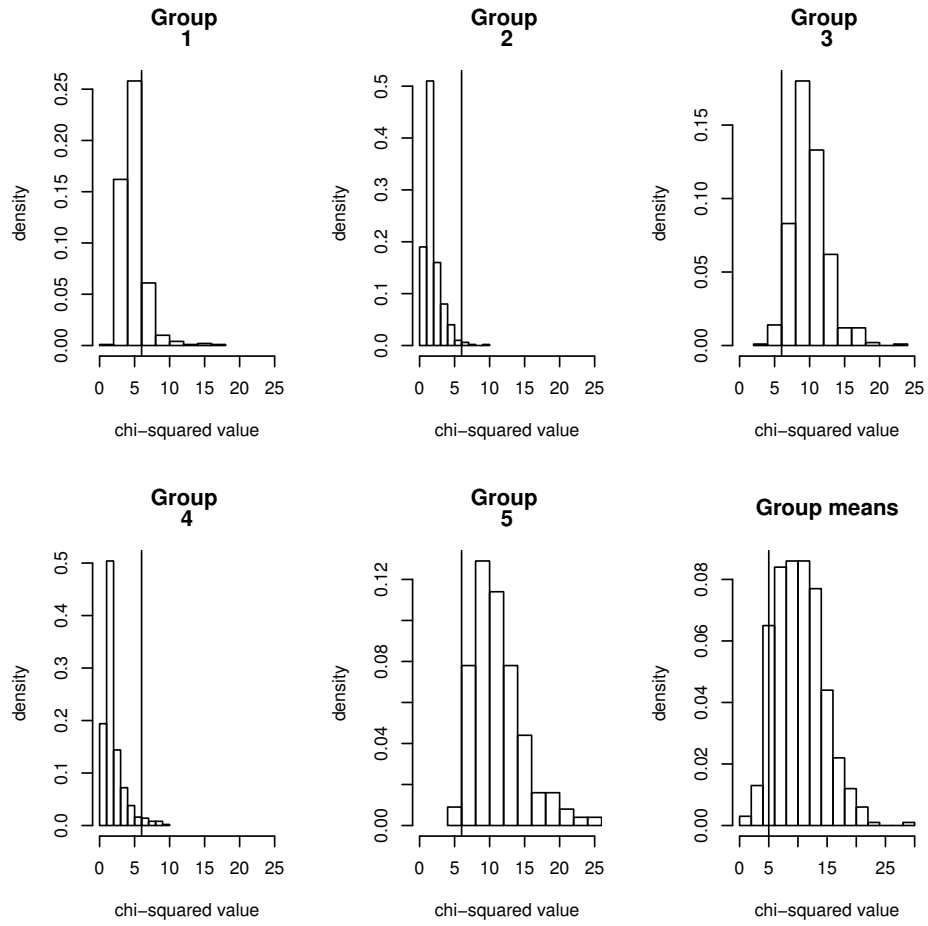 Group
1
density
0.00 0.05 0.10 0.15 0.20 0.25
0 5 10 15 20 25
chi−squared value
Group
2
density
0.0 0.1 0.2 0.3 0.4 0.5
0 5 10 15 20 25
chi−squared value
Group
3
density
0.00 0.05 0.10 0.15
0 5 10 15 20 25
chi−squared value
Group
4
density
0.0 0.1 0.2 0.3 0.4 0.5
0 5 10 15 20 25
chi−squared value
Group
5
density
0.00 0.04 0.08 0.12
0 5 10 15 20 25
chi−squared value
Group means
density
0.00 0.02 0.04 0.06 0.08
0 5 15 25
chi−squared value